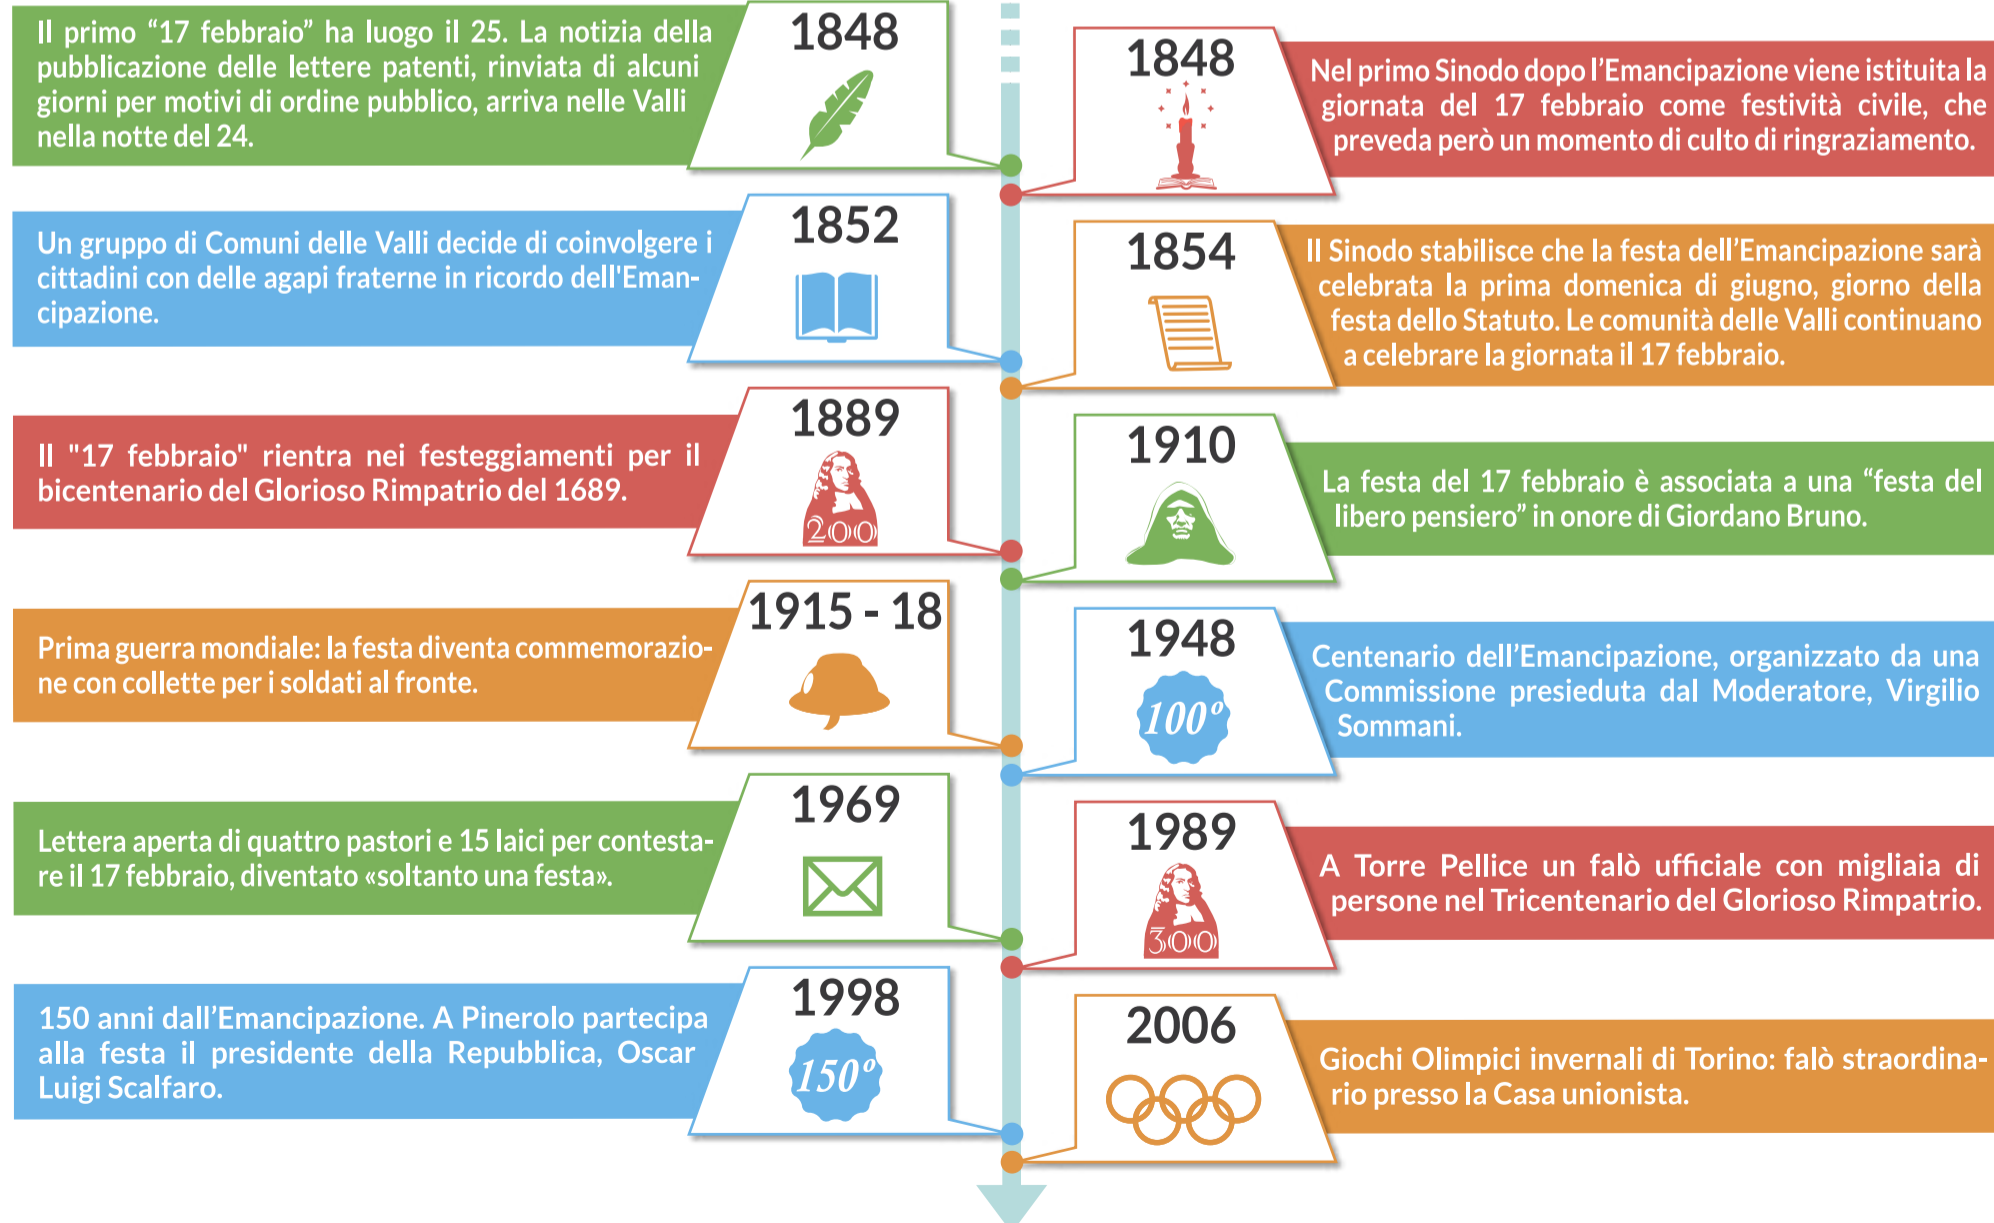 1848
Il primo “17 febbraio” ha luogo il 25. La notizia della
pubblicazione delle lettere patenti, rinviata di alcuni
giorni per motivi di ordine pubblico, arriva nelle Valli
nella notte del 24.
1848
Nel primo Sinodo dopo l’Emancipazione viene istituita la
giornata del 17 febbraio come festività civile, che
preveda però un momento di culto di ringraziamento.
1852
Un gruppo di Comuni delle Valli decide di coinvolgere i
cittadini con delle agapi fraterne in ricordo dell'Eman-
cipazione.
1854
Il Sinodo stabilisce che la festa dell’Emancipazione sarà
celebrata la prima domenica di giugno, giorno della
festa dello Statuto. Le comunità delle Valli continuano
a celebrare la giornata il 17 febbraio.
1889
Il "17 febbraio" rientra nei festeggiamenti per il
bicentenario del Glorioso Rimpatrio del 1689.
200
1910
La festa del 17 febbraio è associata a una “festa del
libero pensiero” in onore di Giordano Bruno.
1915 - 18
Prima guerra mondiale: la festa diventa commemorazio-
ne con collette per i soldati al fronte.
1948
Centenario dell’Emancipazione, organizzato da una
Commissione presieduta dal Moderatore, Virgilio
Sommani.
100º
1969
Lettera aperta di quattro pastori e 15 laici per contesta-
re il 17 febbraio, diventato «soltanto una festa».
1989
A Torre Pellice un falò ufficiale con migliaia di
persone nel Tricentenario del Glorioso Rimpatrio.
300
1998
150 anni dall’Emancipazione. A Pinerolo partecipa
alla festa il presidente della Repubblica, Oscar
Luigi Scalfaro.
150º
2006
Giochi Olimpici invernali di Torino: falò straordina-
rio presso la Casa unionista.